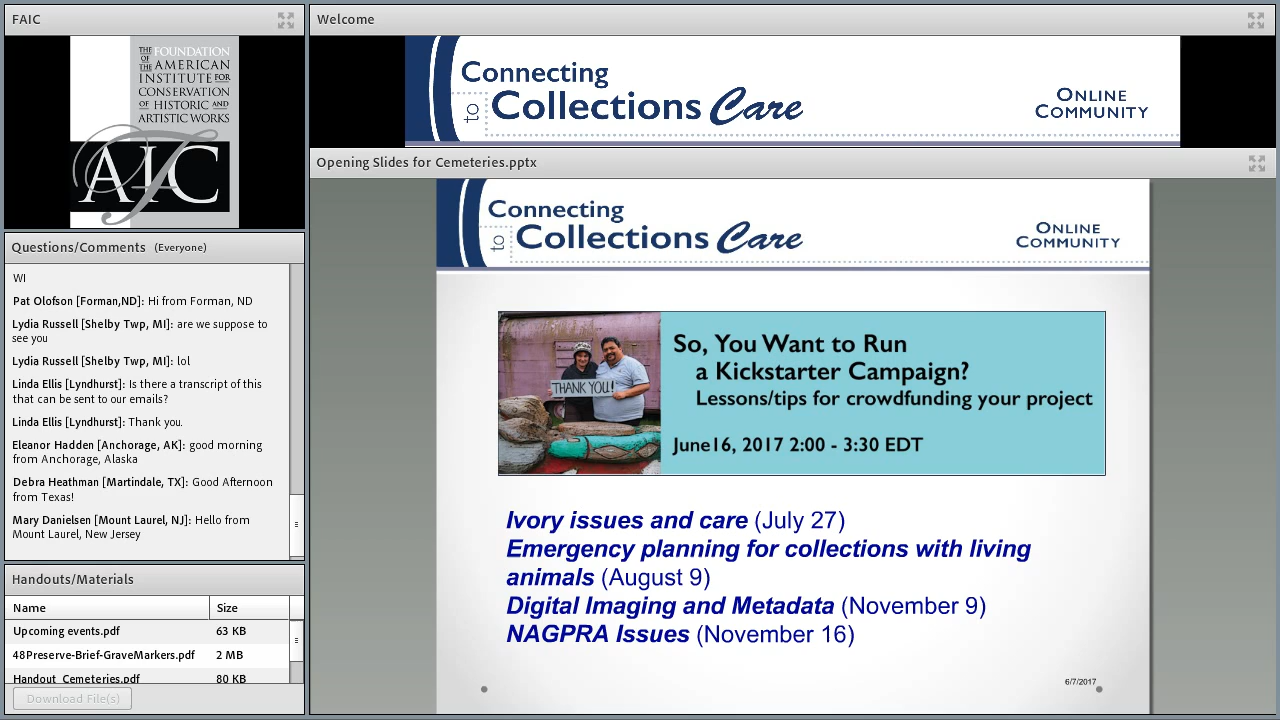 FAIC
THE FOUNDATION
OF THE AMERICAN
INSTITUTE FOR
CONSERVATION
OF HISTORIC AND
ARTISTIC WORKS
AIC
Questions/Comments (Everyone)
WI
Pat Olofson [Forman,ND]: Hi from Forman, ND
Lydia Russell [Shelby Twp, MI]: are we suppose to
see you
Lydia Russell [Shelby Twp, MI]: lol
Linda Ellis [Lyndhurst]: Is there a transcript of this
that can be sent to our emails?
Linda Ellis [Lyndhurst]: Thank you.
Eleanor Hadden [Anchorage, AK]: good morning
from Anchorage, Alaska
Debra Heathman [Martindale, TX]: Good Afternoon
from Texas!
Mary Danielsen [Mount Laurel, NJ]: Hello from
Mount Laurel, New Jersey
Handouts/Materials
Name Size
Upcoming events.pdf 63 KB
48Preserve-Brief-GraveMarkers.pdf 2 MB
Handout_Cemeteries.pdf 80 KB
Download File(s)
Welcome
Connecting
to Collections Care
ONLINE
COMMUNITY
Opening Slides for Cemeteries.pptx
Connecting
to Collections Care
ONLINE
COMMUNITY
THANK YOU!
So, You Want to Run
a Kickstarter Campaign?
Lessons/tips for crowdfunding your project
June16, 2017 2:00 - 3:30 EDT
Ivory issues and care (July 27)
Emergency planning for collections with living
animals (August 9)
Digital Imaging and Metadata (November 9)
NAGPRA Issues (November 16)
6/7/2017